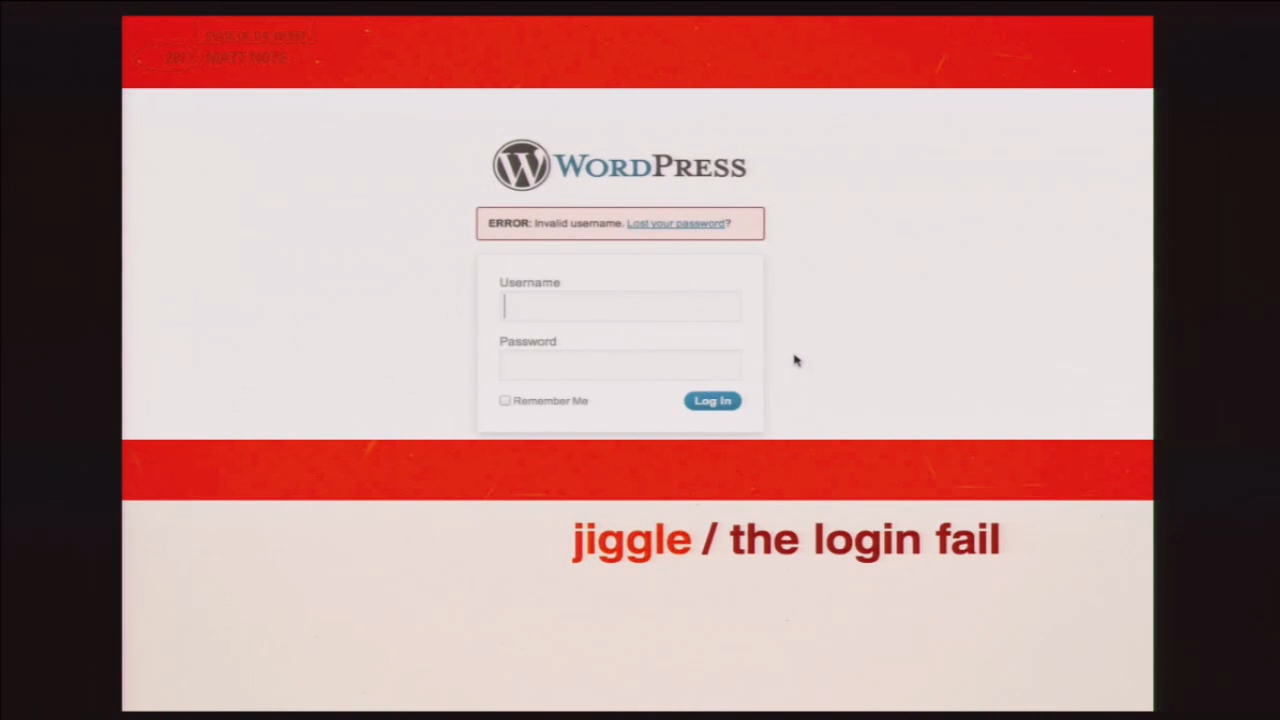 WORDPRESS
ERROR: Invalid username. Lost your password?
Username
Password
Remember Me
Log In
jiggle / the login fail